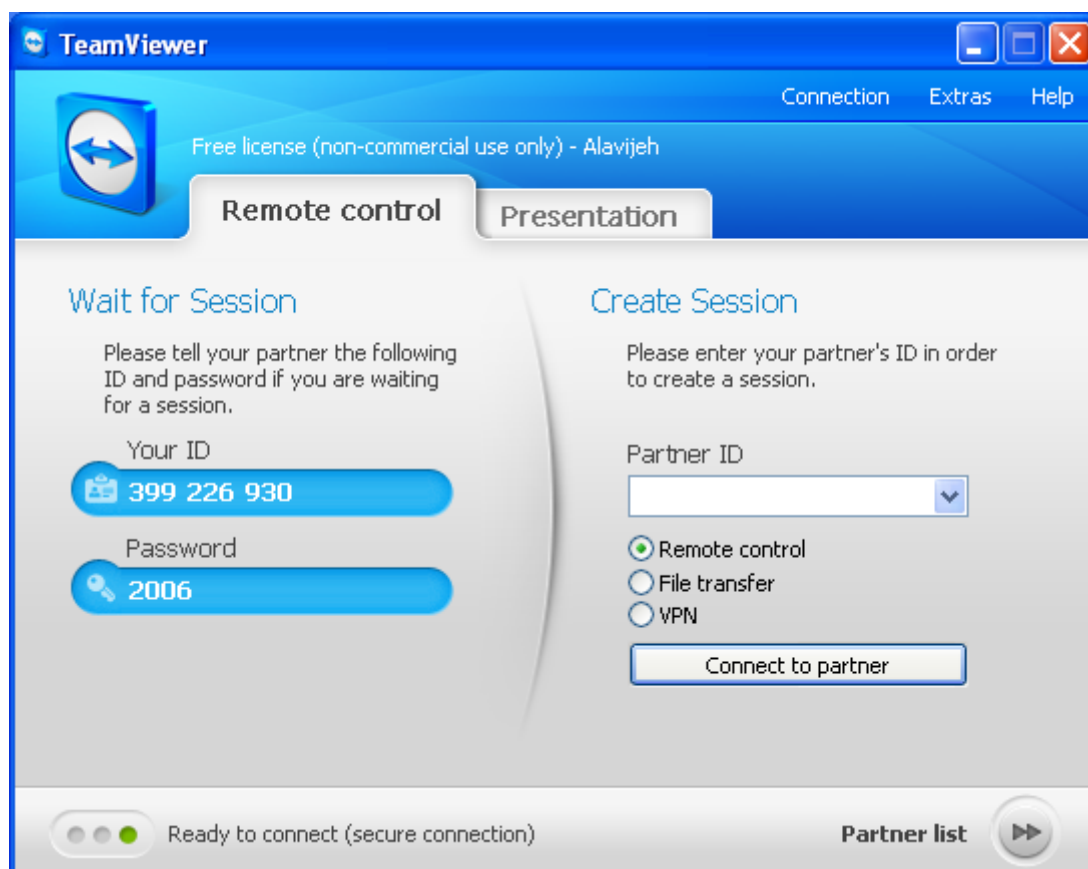 TeamViewer
Connection Extras Help
Free license (non-commercial use only) - Alavijeh
Remote control
Presentation
Wait for Session
Please tell your partner the following
ID and password if you are waiting
for a session.
Your ID
399 226 930
Password
2006
Create Session
Please enter your partner's ID in order
to create a session.
Partner ID
Remote control
File transfer
VPN
Connect to partner
Ready to connect (secure connection)
Partner list